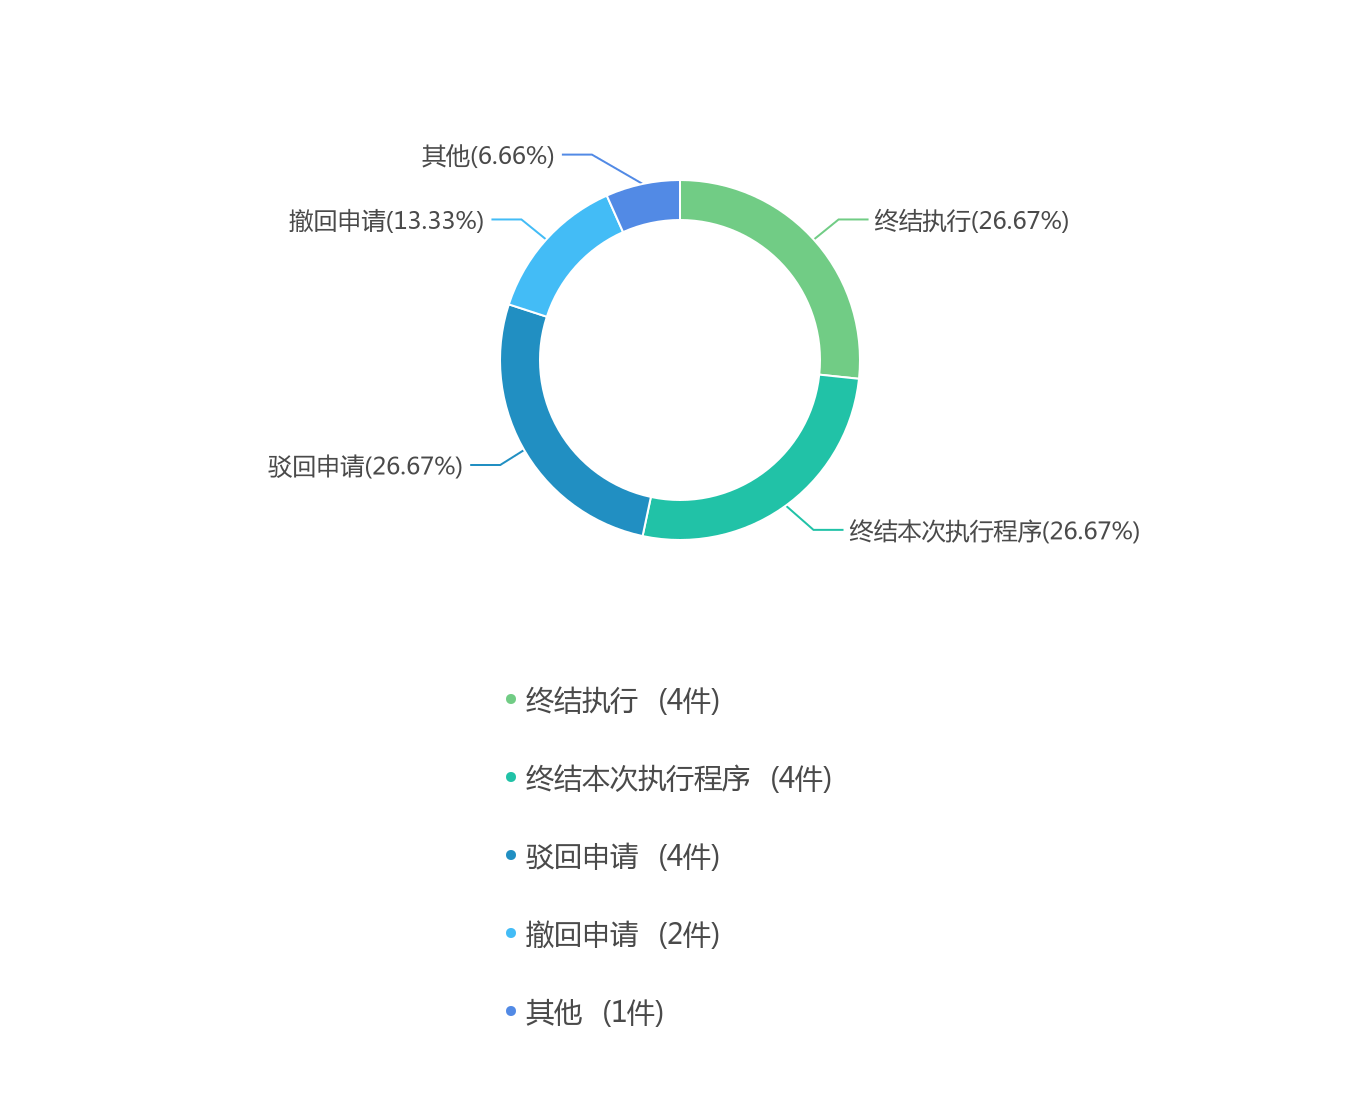 其他(6.66%)
撤回申请(13.33%)
终结执行(26.67%)
驳回申请(26.67%)
终结本次执行程序(26.67%)
终结执行 (4件)
终结本次执行程序 (4件)
驳回申请 (4件)
撤回申请 (2件)
其他 (1件)